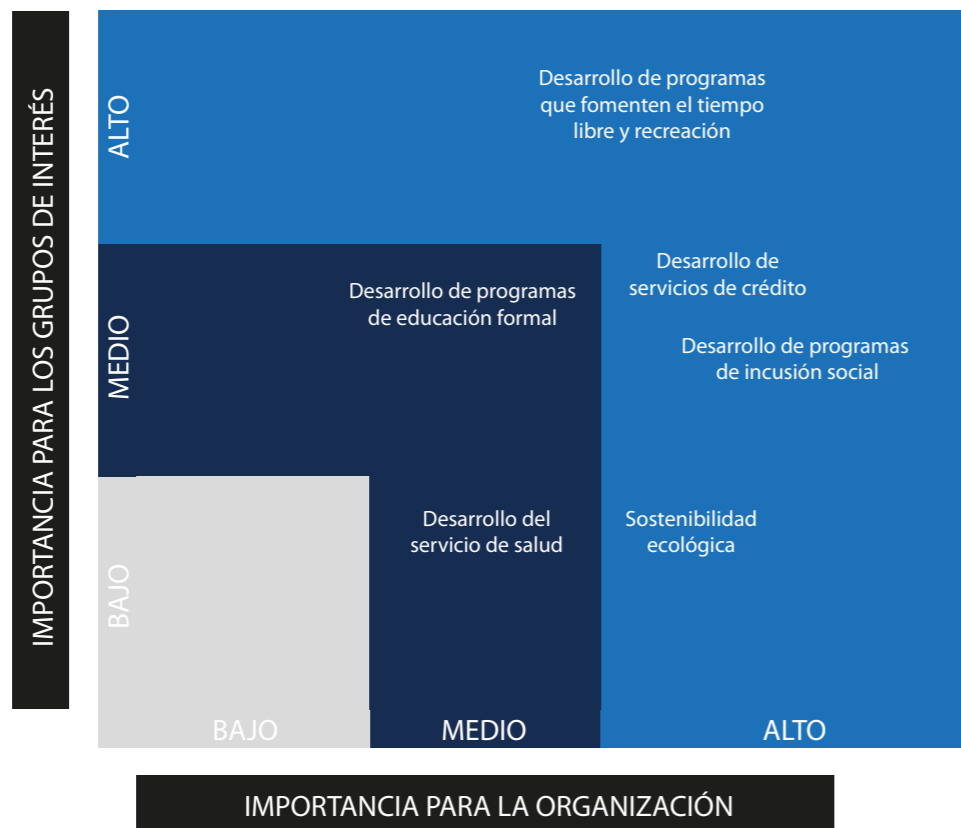 IMPORTANCIA PARA LOS GRUPOS DE INTERÉS
ALTO
Desarrollo de programas
que fomenten el tiempo
libre y recreación
MEDIO
Desarrollo de programas
de educación formal
Desarrollo de
servicios de crédito
Desarrollo de programas
de incusión social
BAJO
Desarrollo del
servicio de salud
Sostenibilidad
ecológica
BAJO
MEDIO
ALTO
IMPORTANCIA PARA LA ORGANIZACIÓN